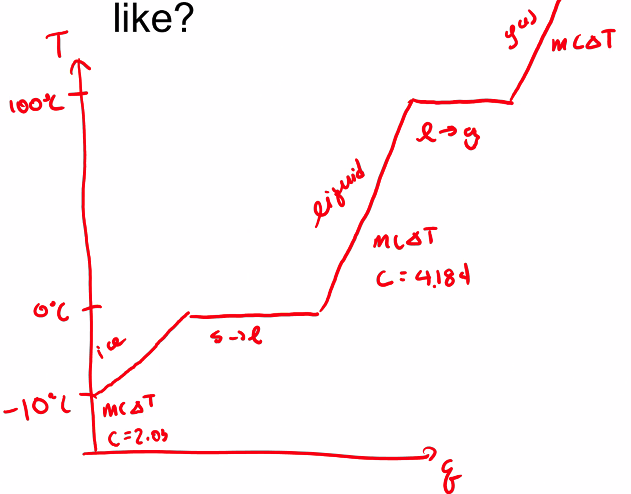 like?
T
gas
mCΔT
100°C
l→g
liquid
mCΔT
C = 4.184
0°C
s→l
ice
-10°C
mCΔT
C=2.03
q